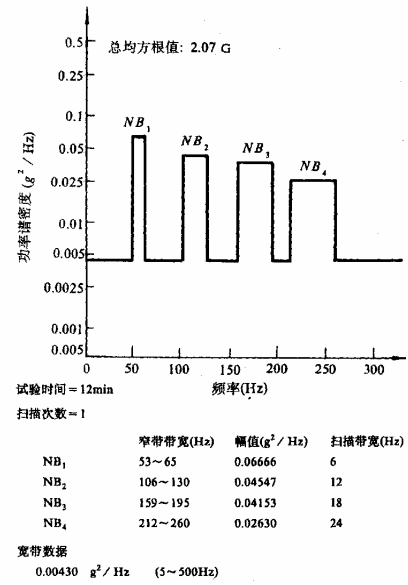 总均方根值: 2.07 G
功率谱密度(g²/Hz)
0.5
0.25
0.1
0.05
0.025
0.01
0.005
0.0025
0.001
0.005
NB₁
NB₂
NB₃
NB₄
0 50 100 150 200 250 300
频率(Hz)
试验时间=12min
扫描次数=1
窄带带宽(Hz) 幅值(g²/Hz) 扫描带宽(Hz)
NB₁ 53~65 0.06666 6
NB₂ 106~130 0.04547 12
NB₃ 159~195 0.04153 18
NB₄ 212~260 0.02630 24
宽带数据
0.00430 g²/Hz (5~500Hz)